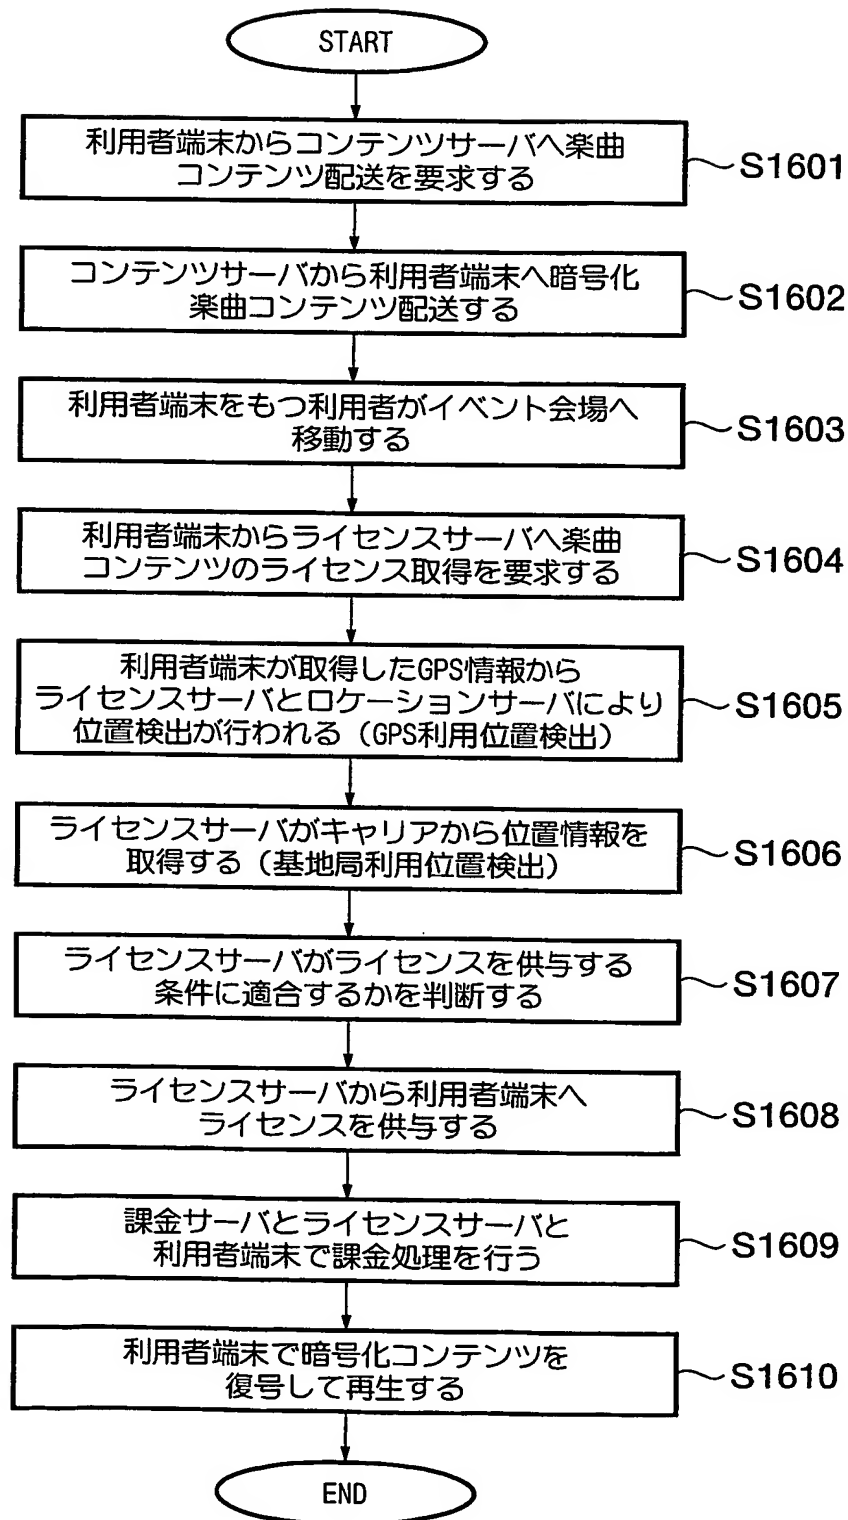 START
利用者端末からコンテンツサーバへ楽曲
コンテンツ配送を要求する
S1601
コンテンツサーバから利用者端末へ暗号化
楽曲コンテンツ配送する
S1602
利用者端末をもつ利用者がイベント会場へ
移動する
S1603
利用者端末からライセンスサーバへ楽曲
コンテンツのライセンス取得を要求する
S1604
利用者端末が取得したGPS情報から
ライセンスサーバとロケーションサーバにより
位置検出が行われる（GPS利用位置検出）
S1605
ライセンスサーバがキャリアから位置情報を
取得する（基地局利用位置検出）
S1606
ライセンスサーバがライセンスを供与する
条件に適合するかを判断する
S1607
ライセンスサーバから利用者端末へ
ライセンスを供与する
S1608
課金サーバとライセンスサーバと
利用者端末で課金処理を行う
S1609
利用者端末で暗号化コンテンツを
復号して再生する
S1610
END